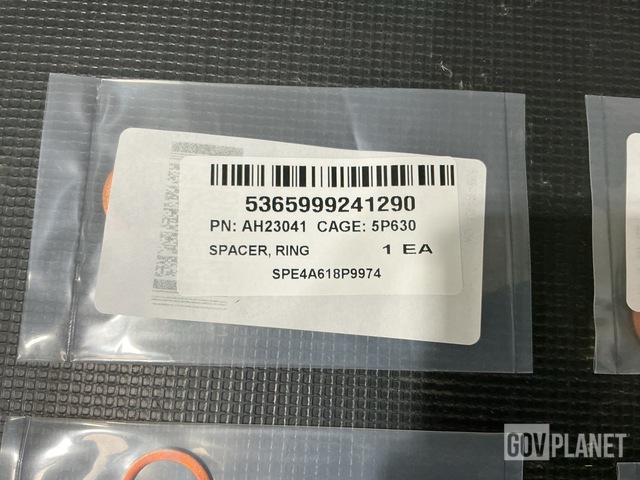 5365999241290
PN: AH23041 CAGE: 5P630
SPACER, RING 1 EA
SPE4A618P9974
GOVPLANET